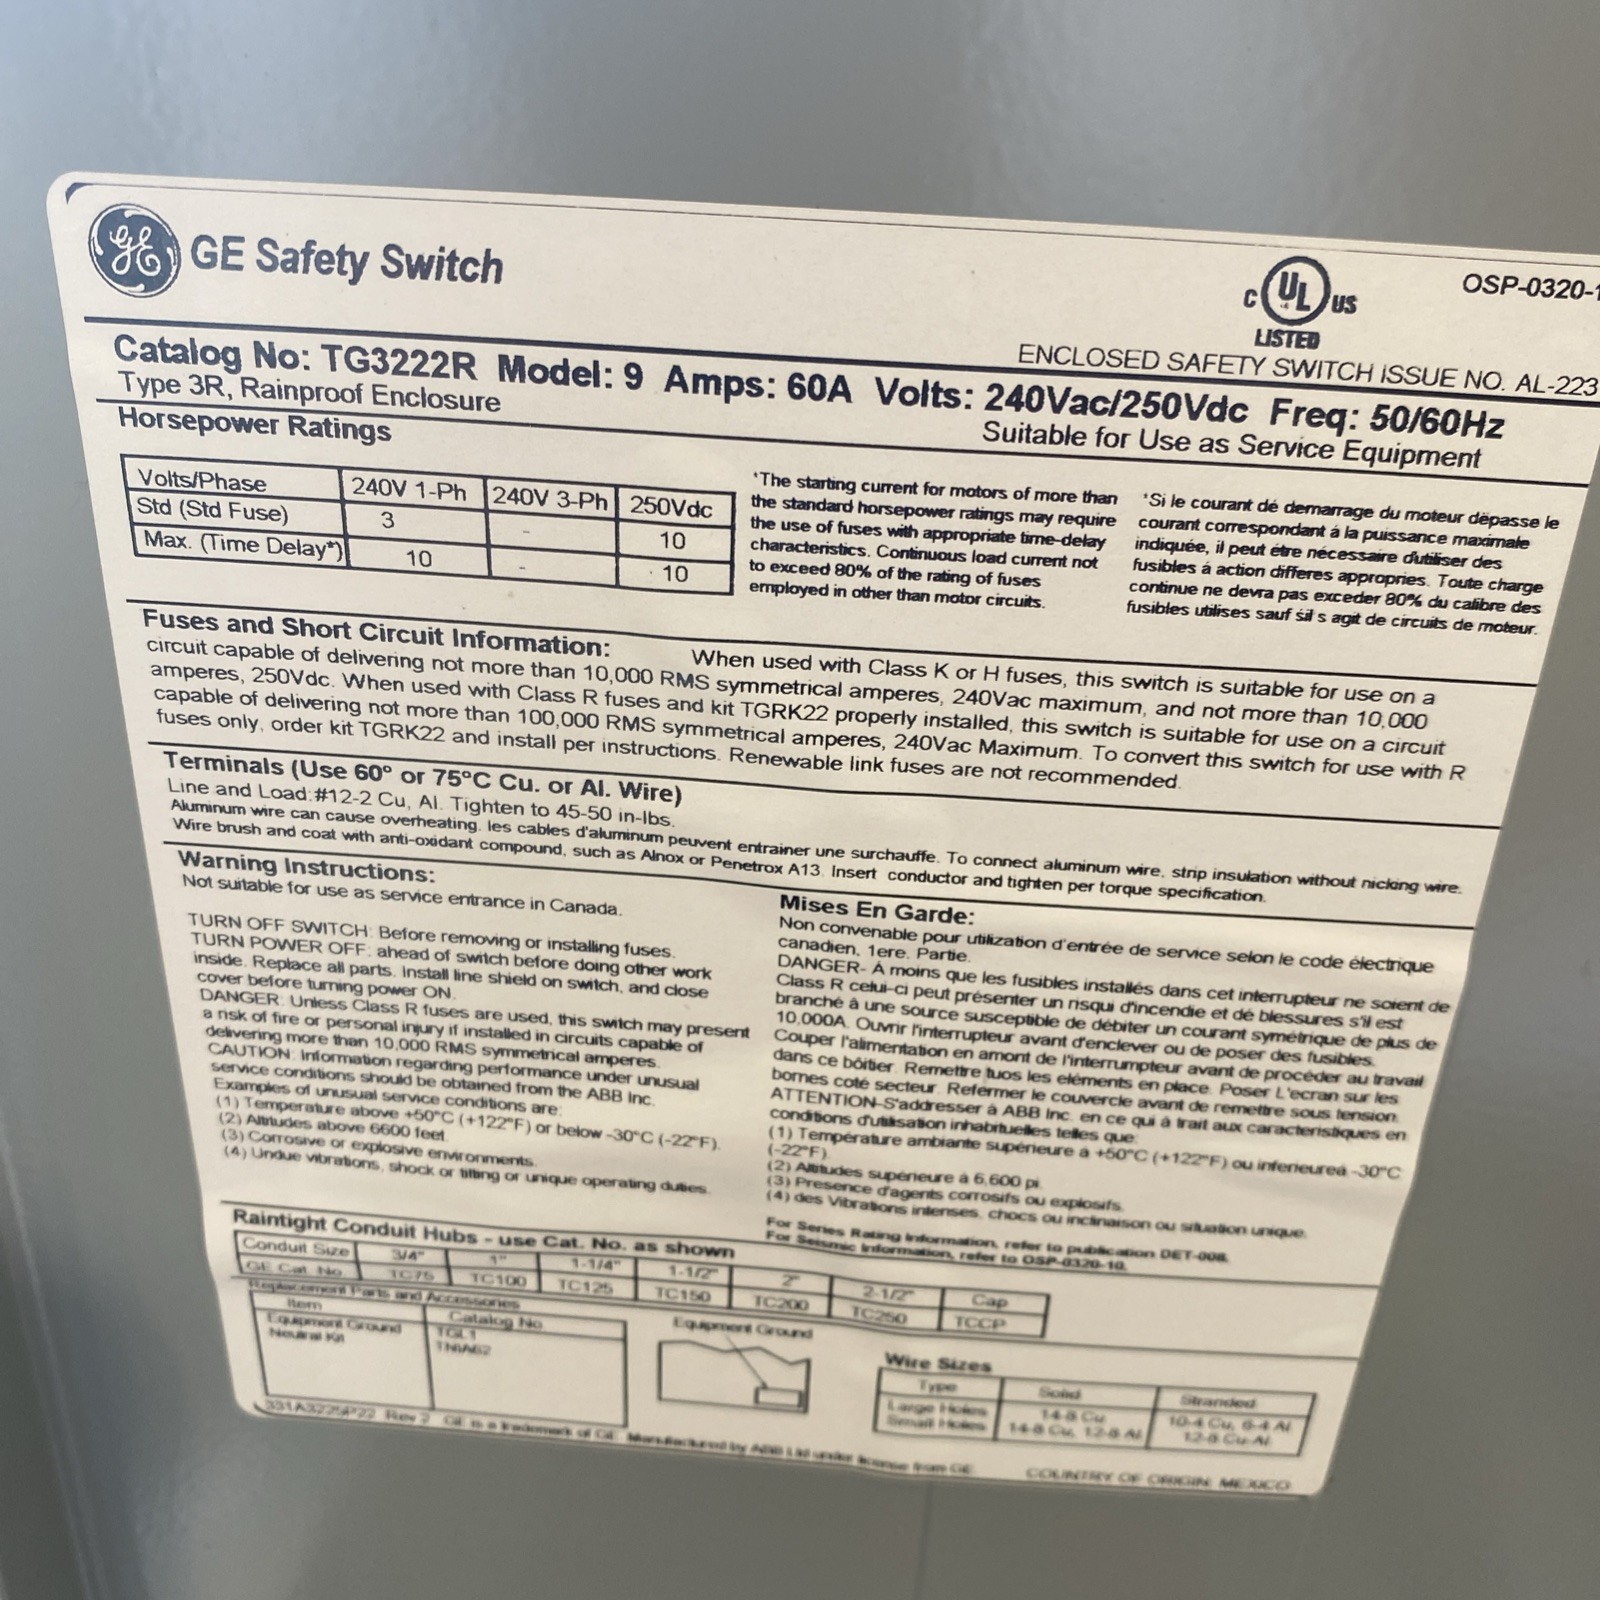 GE GE Safety Switch
C UL US
LISTED
OSP-0320-1
ENCLOSED SAFETY SWITCH ISSUE NO. AL-223
Catalog No: TG3222R Model: 9 Amps: 60A Volts: 240Vac/250Vdc Freq: 50/60Hz
Type 3R, Rainproof Enclosure
Suitable for Use as Service Equipment
Horsepower Ratings
Volts/Phase 240V 1-Ph 240V 3-Ph 250Vdc
Std (Std Fuse) 3 - 10
Max. (Time Delay*) 10 - 10
*The starting current for motors of more than
the standard horsepower ratings may require
the use of fuses with appropriate time-delay
characteristics. Continuous load current not
to exceed 80% of the rating of fuses
employed in other than motor circuits.
*Si le courant dé demarrage du moteur dëpasse le
courant correspondant á la puissance maximale
indiquée, il peut étre nécessaire d'utiliser des
fusibles á action differes appropries. Toute charge
continue ne devra pas exceder 80% du calibre des
fusibles utilises sauf síl s agit de circuits de moteur.
Fuses and Short Circuit Information: When used with Class K or H fuses, this switch is suitable for use on a
circuit capable of delivering not more than 10,000 RMS symmetrical amperes, 240Vac maximum, and not more than 10,000
amperes, 250Vdc. When used with Class R fuses and kit TGRK22 properly installed, this switch is suitable for use on a circuit
capable of delivering not more than 100,000 RMS symmetrical amperes, 240Vac Maximum. To convert this switch for use with R
fuses only, order kit TGRK22 and install per instructions. Renewable link fuses are not recommended.
Terminals (Use 60° or 75°C Cu. or Al. Wire)
Line and Load:#12-2 Cu, Al. Tighten to 45-50 in-lbs.
Aluminum wire can cause overheating. les cables d'aluminum peuvent entrainer une surchauffe. To connect aluminum wire, strip insulation without nicking wire.
Wire brush and coat with anti-oxidant compound, such as Alnox or Penetrox A13. Insert conductor and tighten per torque specification.
Warning Instructions:
Not suitable for use as service entrance in Canada.
TURN OFF SWITCH: Before removing or installing fuses.
TURN POWER OFF: ahead of switch before doing other work
inside. Replace all parts. Install line shield on switch, and close
cover before turning power ON.
DANGER: Unless Class R fuses are used, this switch may present
a risk of fire or personal injury if installed in circuits capable of
delivering more than 10,000 RMS symmetrical amperes.
CAUTION: Information regarding performance under unusual
service conditions should be obtained from the ABB Inc.
Examples of unusual service conditions are:
(1) Temperature above +50°C (+122°F) or below -30°C (-22°F).
(2) Altitudes above 6600 feet.
(3) Corrosive or explosive environments.
(4) Undue vibrations, shock or tilting or unique operating duties.
Mises En Garde:
Non convenable pour utilization d'entrée de service selon le code électrique
canadien, 1ere. Partie.
DANGER- À moins que les fusibles installés dans cet interrupteur ne soient de
Class R celui-ci peut présenter un risqui d'incendie et dé blessures s'il est
branché à une source susceptible de débiter un courant symétrique de plus de
10,000A. Ouvrir l'interrupteur avant d'enclever ou de poser des fusibles.
Couper l'alimentation en amont de l'interrumpteur avant de procéder au travail
dans ce bôitier. Remettre tuos les eléments en place. Poser L'ecran sur les
bornes coté secteur. Refermer le couvercle avant de remettre sous tension.
ATTENTION-S'addresser à ABB Inc. en ce qui à trait aux caracteristiques en
conditions d'utilisation inhabituelles telles que:
(1) Température ambiante supérieure à +50°C (+122°F) ou inferieureá -30°C
(-22°F).
(2) Altitudes supérieure à 6,600 pi.
(3) Presence d'agents corrosifs ou explosifs.
(4) des Vibrations intenses, chocs ou inclinaison ou situation unique.
For Series Rating Information, refer to publication DET-008.
For Seismic Information, refer to OSP-0320-10.
Raintight Conduit Hubs - use Cat. No. as shown
Conduit Size 3/4" 1" 1-1/4" 1-1/2" 2" 2-1/2" Cap
GE Cat. No TC75 TC100 TC125 TC150 TC200 TC250 TCCP
Replacement Parts and Accessories
Item Catalog No
Equipment Ground TGL1
Neutral Kit TNIA62
Equipment Ground
Wire Sizes
Type Solid Stranded
Large Holes 14-8 Cu 10-4 Cu, 6-4 Al
Small Holes 14-8 Cu, 12-8 Al 12-8 Cu-Al
331A3225P22 Rev 2 GE is a trademark of GE. Manufactured by ABB Ltd under license from GE
COUNTRY OF ORIGIN: MEXICO